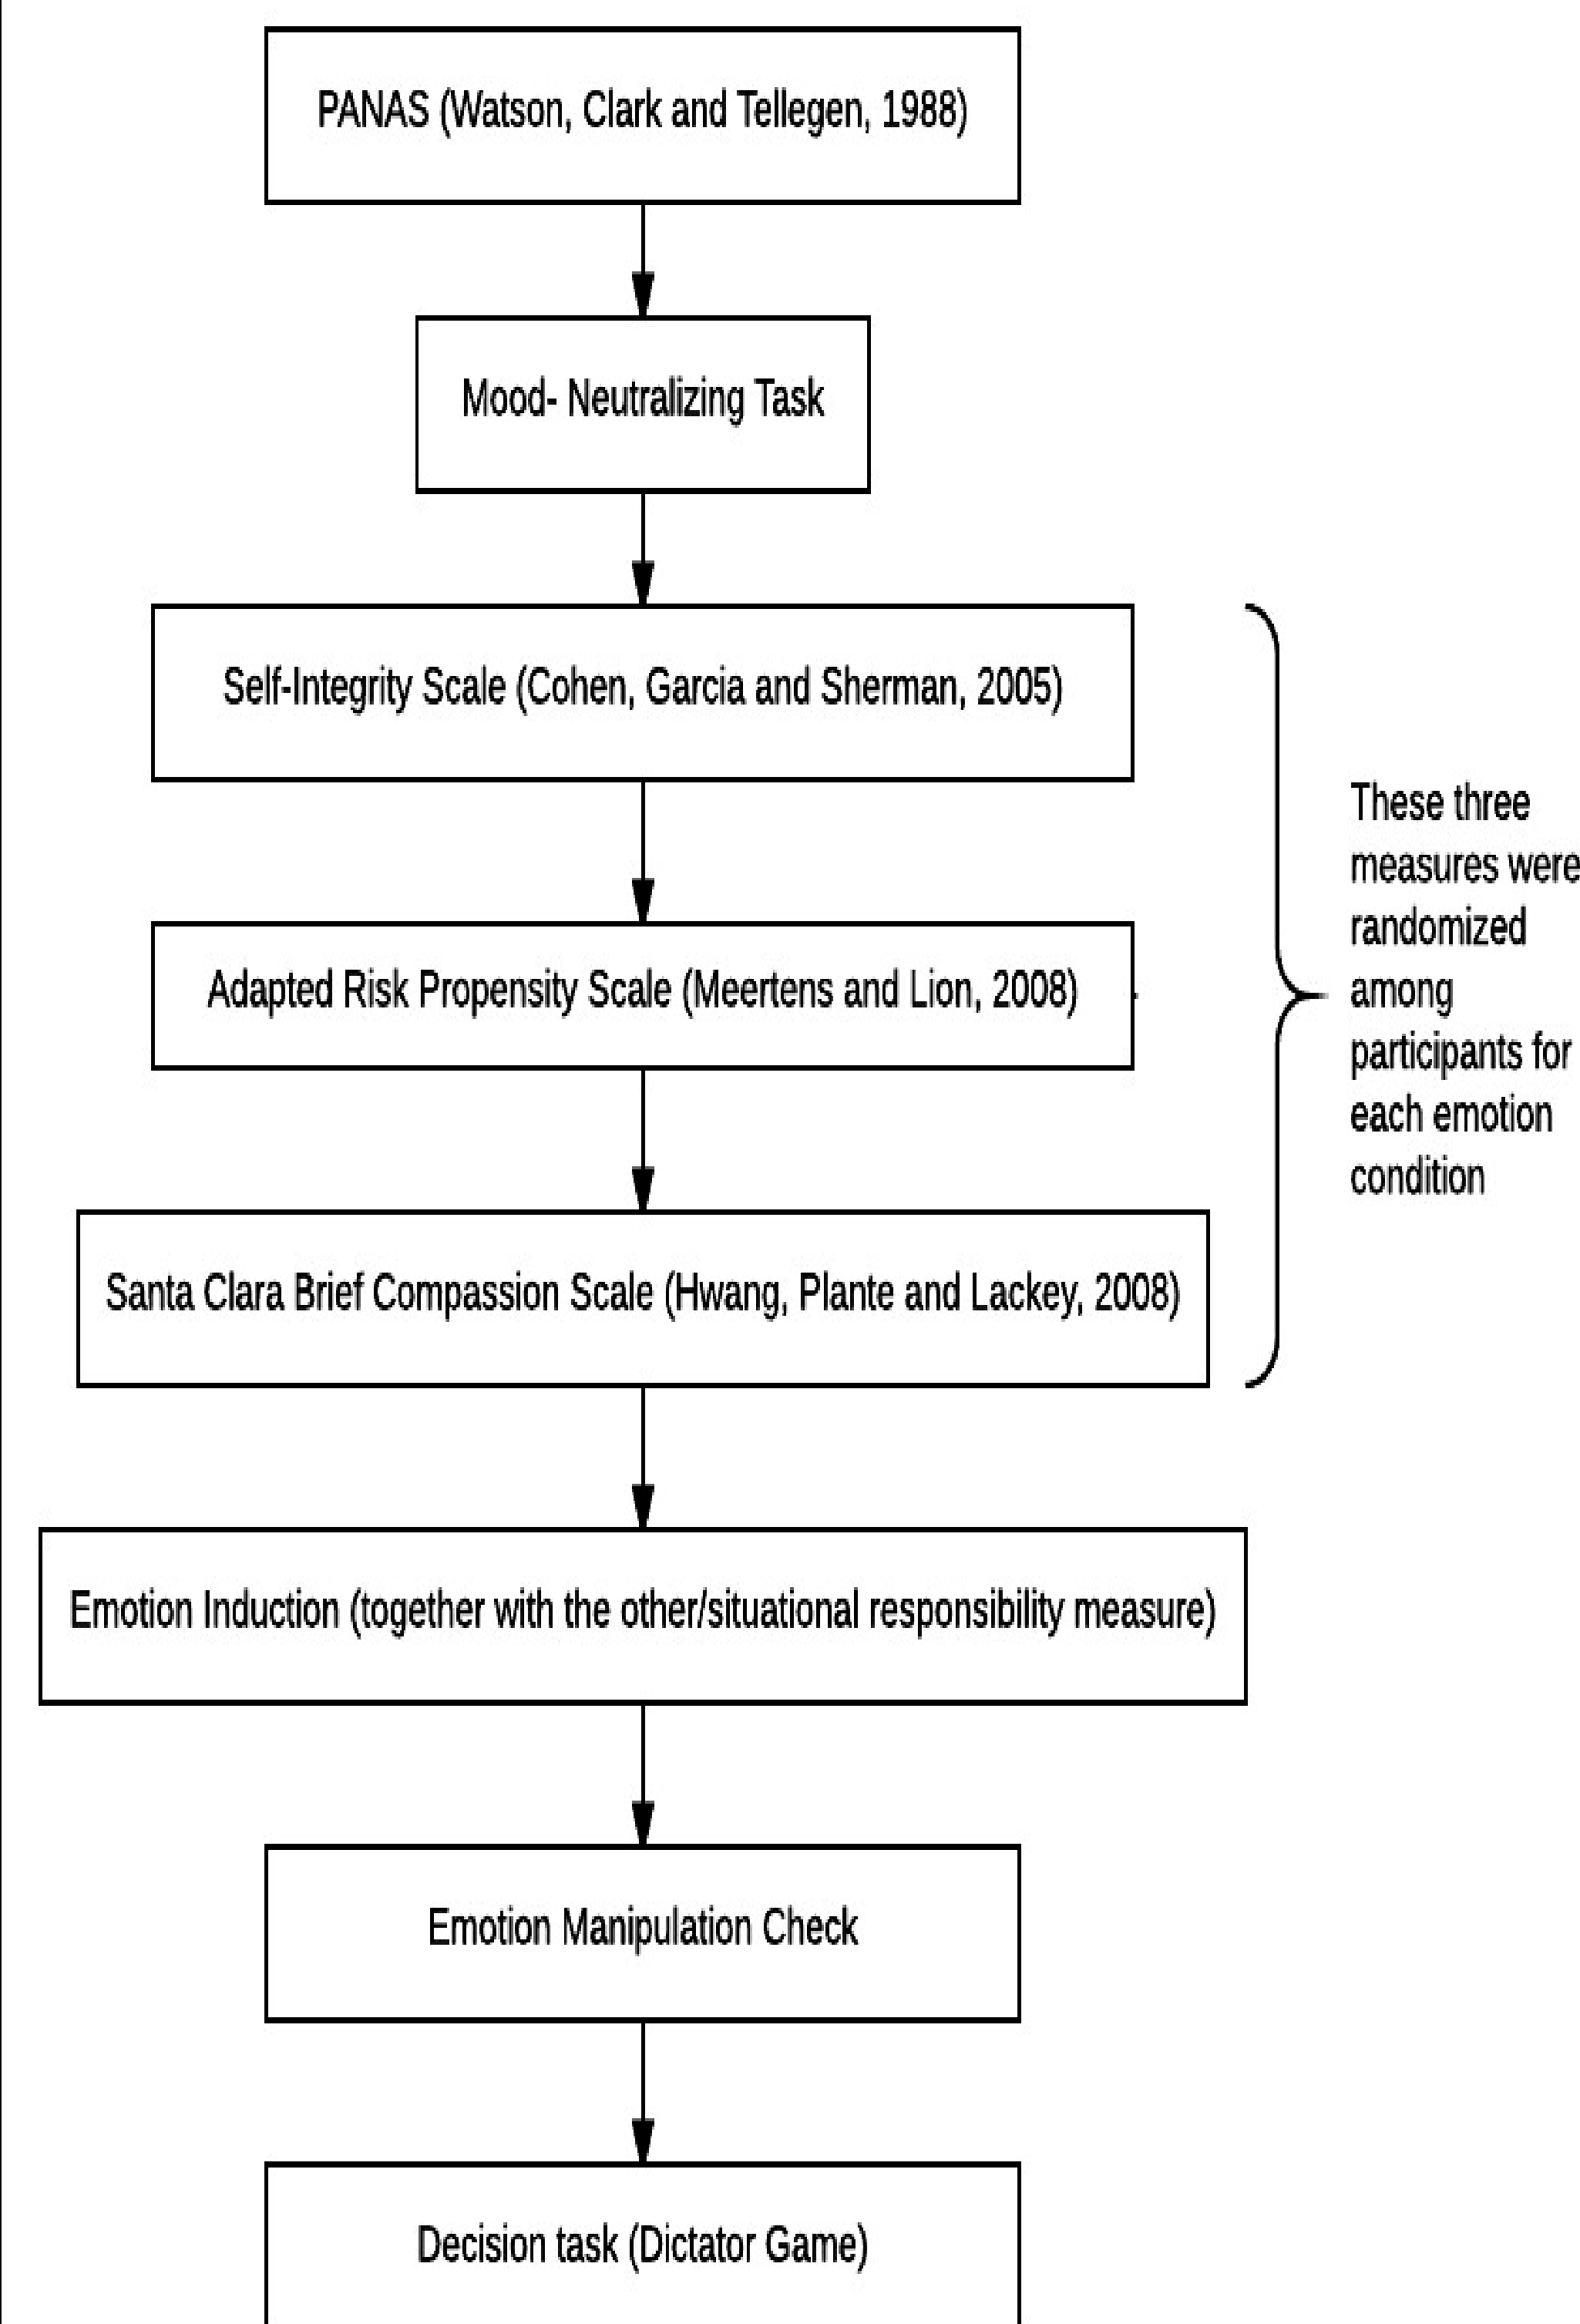 PANAS (Watson, Clark and Tellegen, 1988)
Mood- Neutralizing Task
Self-Integrity Scale (Cohen, Garcia and Sherman, 2005)
Adapted Risk Propensity Scale (Meertens and Lion, 2008)
Santa Clara Brief Compassion Scale (Hwang, Plante and Lackey, 2008)
These three
measures were
randomized
among
participants for
each emotion
condition
Emotion Induction (together with the other/situational responsibility measure)
Emotion Manipulation Check
Decision task (Dictator Game)